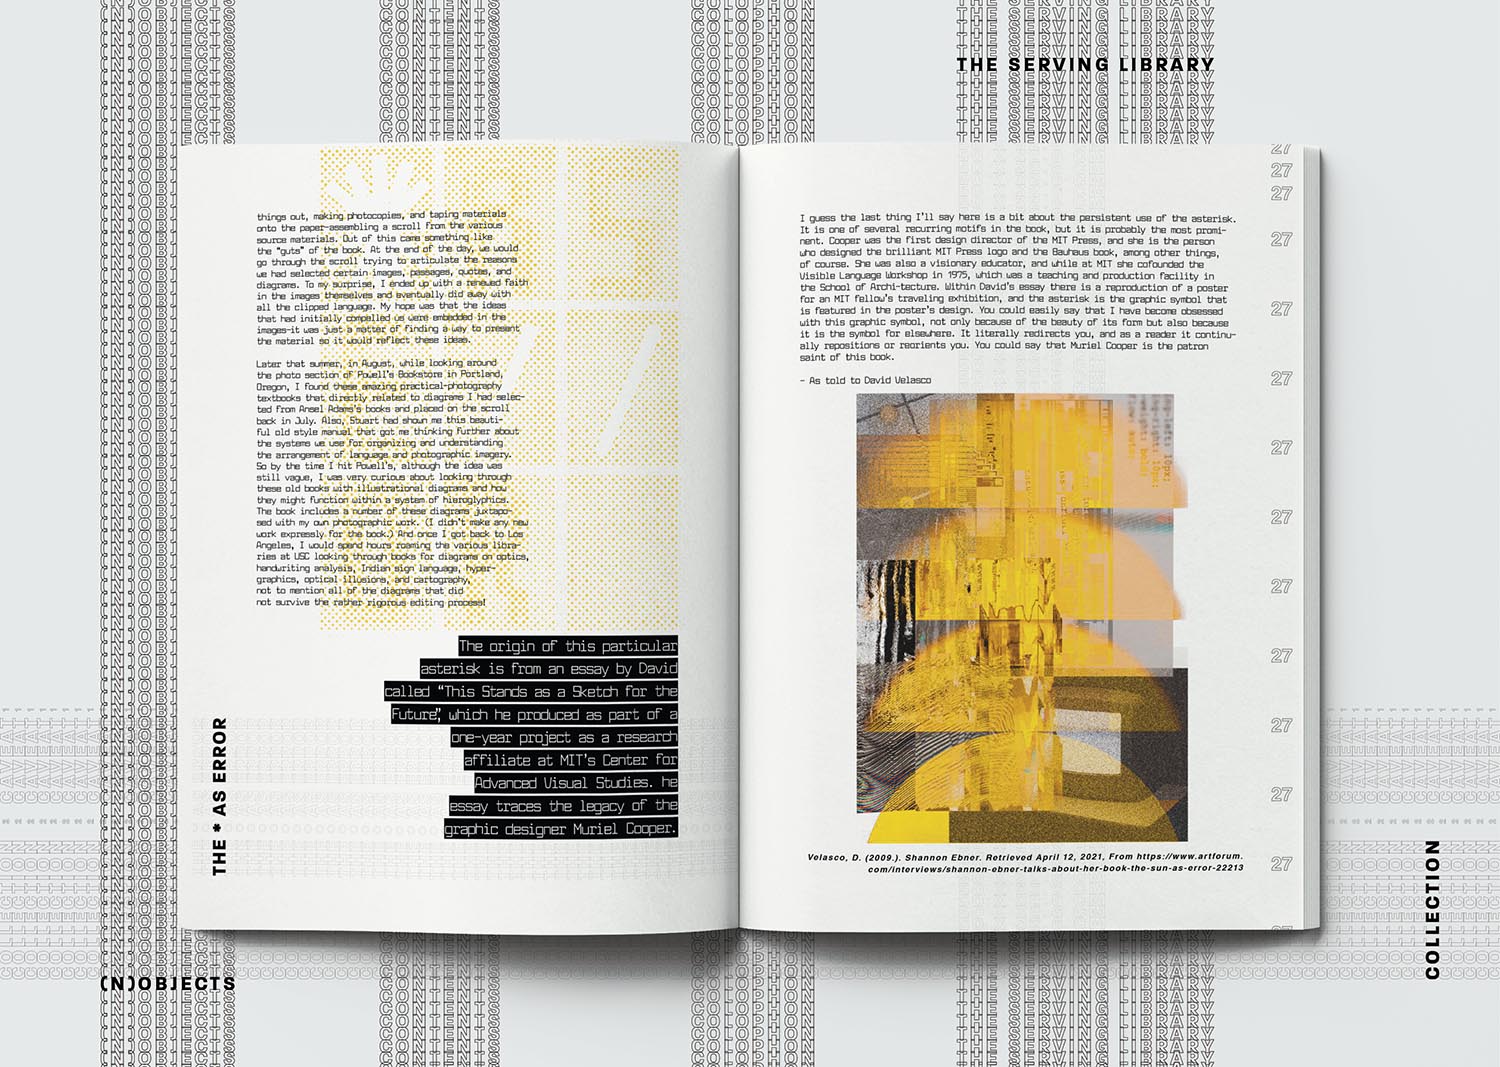 (N)OBJECTS
CONTENTS
COLOPHON
THE SERVING LIBRARY
THE * AS ERROR
things out, making photocopies, and taping materials
onto the paper-assembling a scroll from the various
source materials. Out of this came something like
the “guts” of the book. At the end of the day, we would
go through the scroll trying to articulate the reasons
we had selected certain images, passages, quotes, and
diagrams. To my surprise, I ended up with a renewed faith
in the images themselves and eventually did away with
all the clipped language. My hope was that the ideas
that had initially compelled us were embedded in the
images-it was just a matter of finding a way to present
the material so it would reflect these ideas.
Later that summer, in August, while looking around
the photo section of Powell's Bookstore in Portland,
Oregon, I found these amazing practical-photography
textbooks that directly related to diagrams I had selec-
ted from Ansel Adams's books and placed on the scroll
back in July. Also, Stuart had shown me this beauti-
ful old style manual that got me thinking further about
the systems we use for organizing and understanding
the arrangement of language and photographic imagery.
So by the time I hit Powell's, although the idea was
still vague, I was very curious about looking through
these old books with illustrational diagrams and how
they might function within a system of hieroglyphics.
The book includes a number of these diagrams juxtapo-
sed with my own photographic work. (I didn't make any new
work expressly for the book.) And once I got back to Los
Angeles, I would spend hours roaming the various libra-
ries at USC looking through books for diagrams on optics,
handwriting analysis, Indian sign language, hyper-
graphics, optical illusions, and cartography,
not to mention all of the diagrams that did
not survive the rather rigorous editing process!
The origin of this particular
asterisk is from an essay by David
called “This Stands as a Sketch for the
Future”, which he produced as part of a
one-year project as a research
affiliate at MIT's Center for
Advanced Visual Studies. he
essay traces the legacy of the
graphic designer Muriel Cooper.
I guess the last thing I'll say here is a bit about the persistent use of the asterisk.
It is one of several recurring motifs in the book, but it is probably the most promi-
nent. Cooper was the first design director of the MIT Press, and she is the person
who designed the brilliant MIT Press logo and the Bauhaus book, among other things,
of course. She was also a visionary educator, and while at MIT she cofounded the
Visible Language Workshop in 1975, which was a teaching and production facility in
the School of Archi-tecture. Within David's essay there is a reproduction of a poster
for an MIT fellow's traveling exhibition, and the asterisk is the graphic symbol that
is featured in the poster's design. You could easily say that I have become obsessed
with this graphic symbol, not only because of the beauty of its form but also because
it is the symbol for elsewhere. It literally redirects you, and as a reader it continu-
ally repositions or reorients you. You could say that Muriel Cooper is the patron
saint of this book.
- As told to David Velasco
Velasco, D. (2009.). Shannon Ebner. Retrieved April 12, 2021, From https://www.artforum.
com/interviews/shannon-ebner-talks-about-her-book-the-sun-as-error-22213
27
27
27
27
27
27
27
27
27
27
27
27
27
COLLECTION
(N)OBJECTS